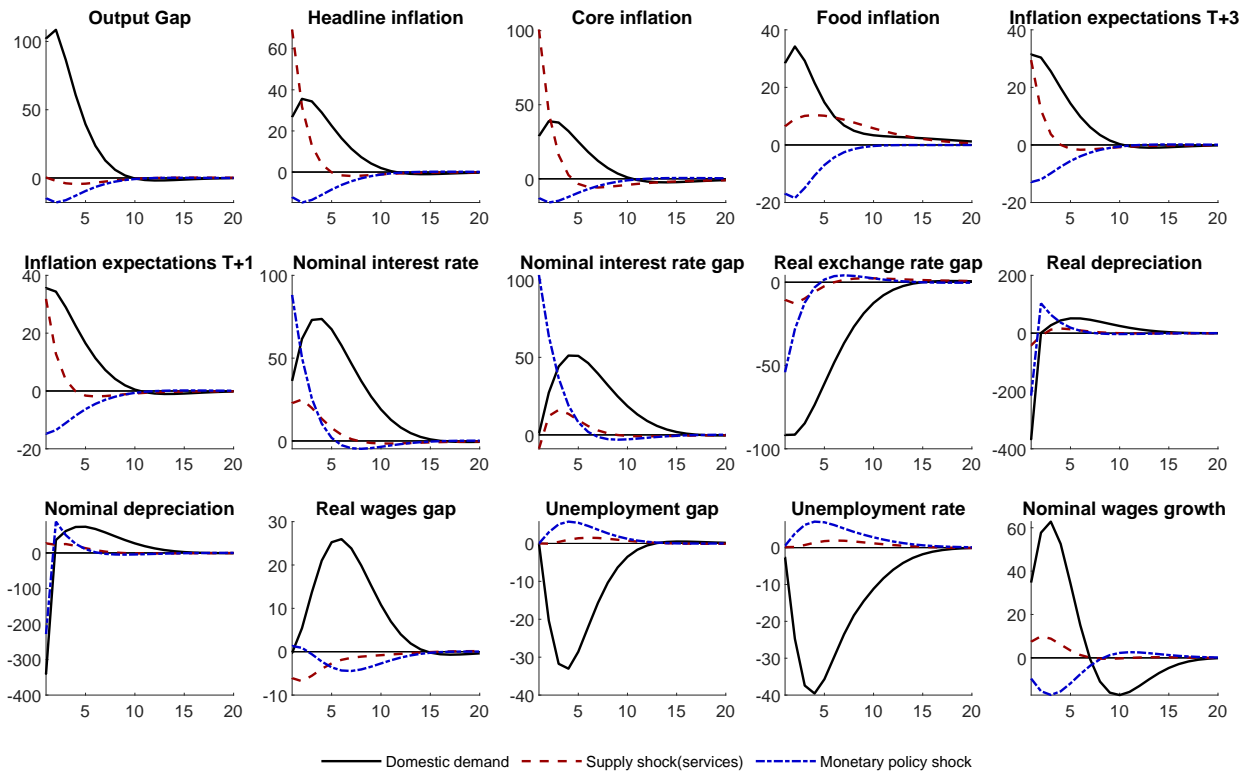 Output Gap
100
50
0
5 10 15 20
Headline inflation
60
40
20
0
5 10 15 20
Core inflation
100
80
60
40
20
0
5 10 15 20
Food inflation
40
20
0
-20
5 10 15 20
Inflation expectations T+3
40
20
0
-20
5 10 15 20
Inflation expectations T+1
40
20
0
-20
5 10 15 20
Nominal interest rate
100
50
0
5 10 15 20
Nominal interest rate gap
100
50
0
5 10 15 20
Real exchange rate gap
0
-50
-100
5 10 15 20
Real depreciation
200
0
-200
-400
5 10 15 20
Nominal depreciation
0
-100
-200
-300
-400
5 10 15 20
Real wages gap
30
20
10
0
-10
5 10 15 20
Unemployment gap
0
-10
-20
-30
-40
5 10 15 20
Unemployment rate
0
-10
-20
-30
-40
5 10 15 20
Nominal wages growth
60
40
20
0
5 10 15 20
Domestic demand Supply shock(services) Monetary policy shock